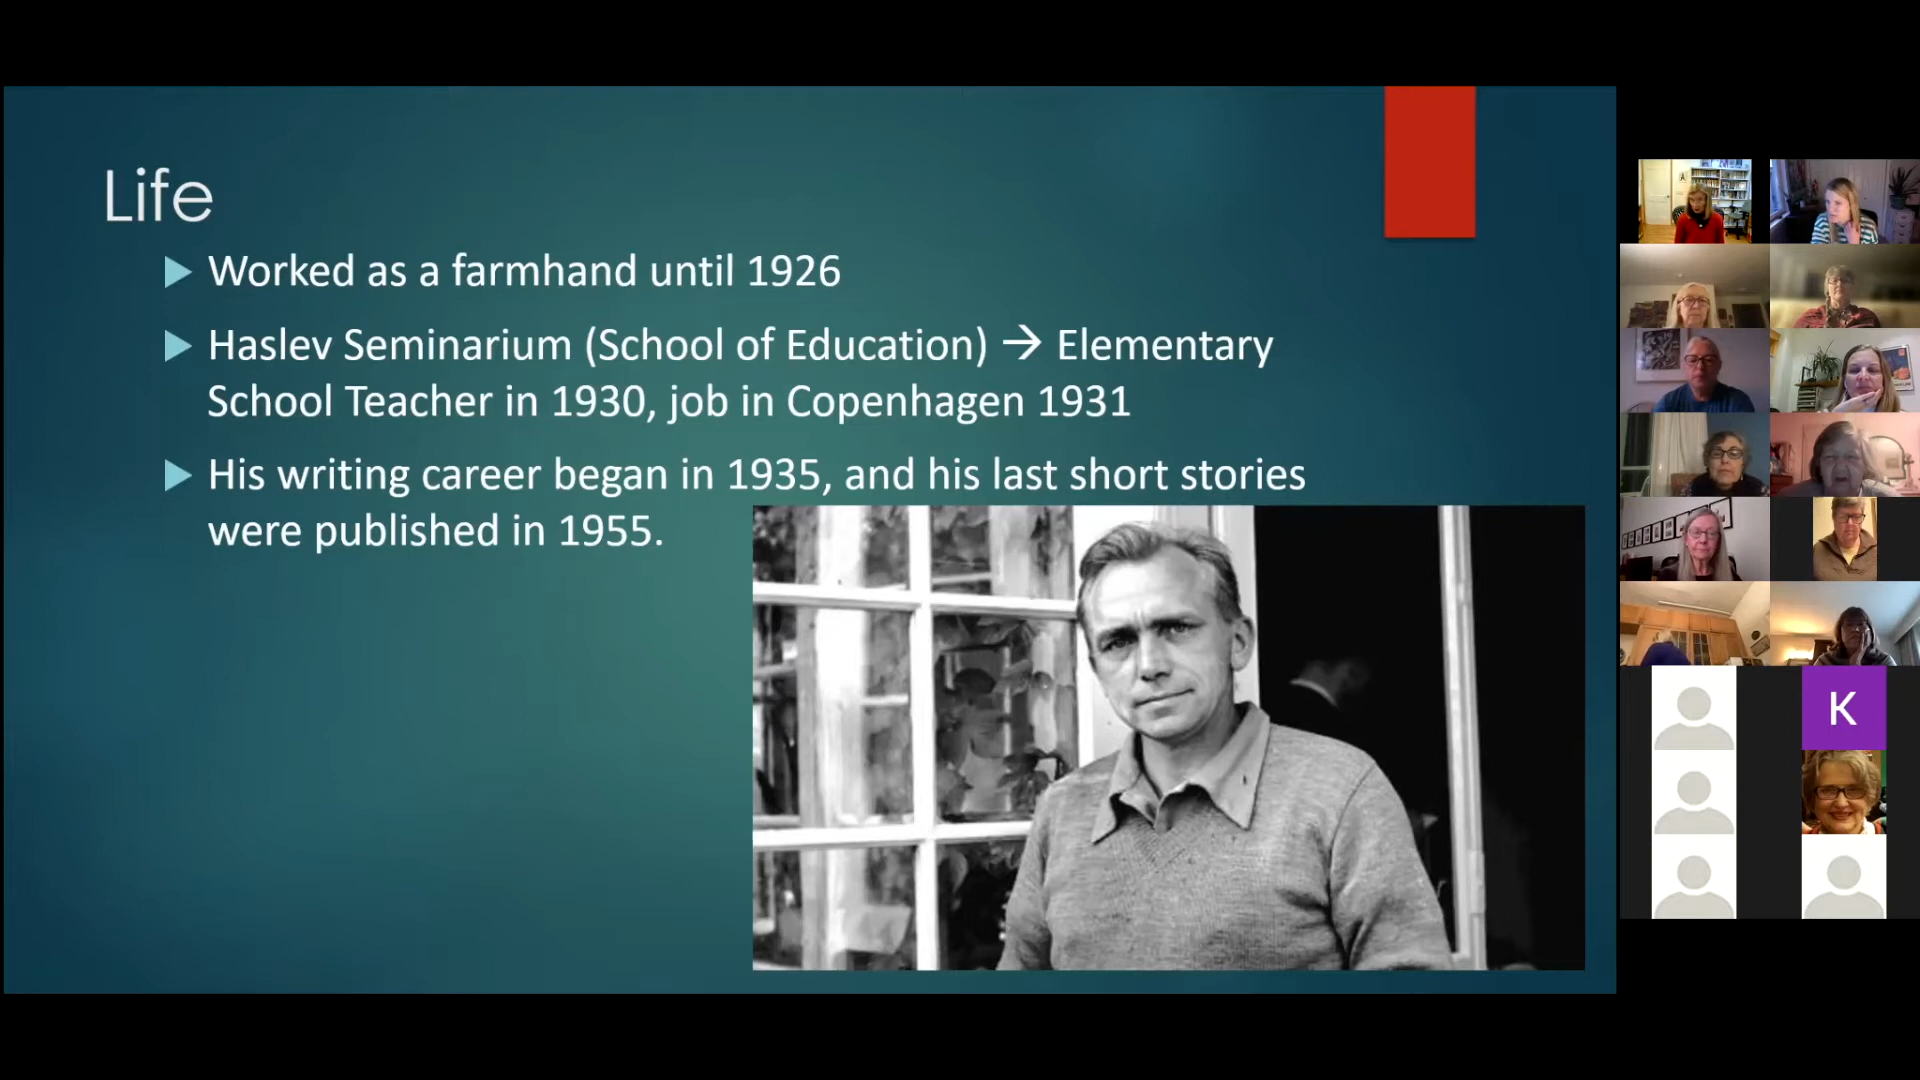 Life
Worked as a farmhand until 1926
Haslev Seminarium (School of Education) → Elementary
School Teacher in 1930, job in Copenhagen 1931
His writing career began in 1935, and his last short stories
were published in 1955.
K